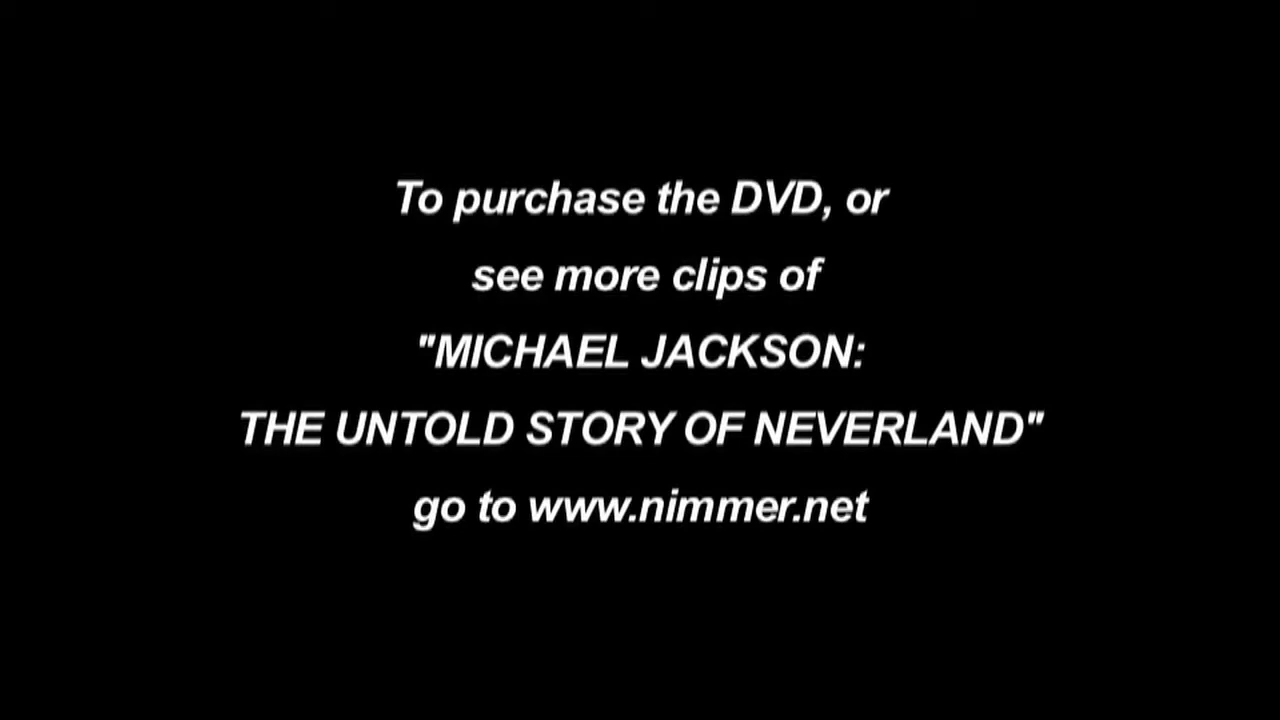 To purchase the DVD, or
see more clips of
"MICHAEL JACKSON:
THE UNTOLD STORY OF NEVERLAND"
go to www.nimmer.net